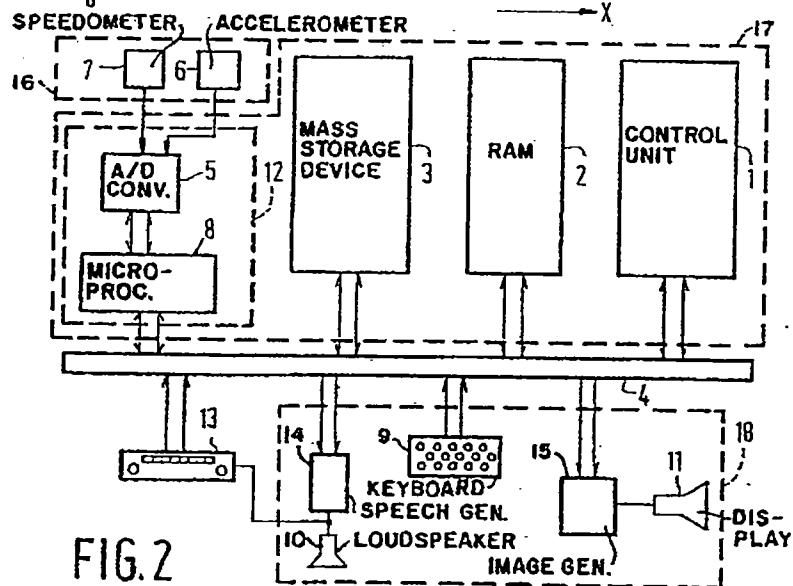 X
SPEEDOMETER ACCELEROMETER
17
7
6
16
MASS
STORAGE
DEVICE
3
RAM
2
CONTROL
UNIT
1
A/D
CONV.
5
12
8
MICRO-
PROC.
4
13
14
SPEECH GEN.
10
LOUDSPEAKER
9
KEYBOARD
15
IMAGE GEN.
11
18
DIS-
PLAY
FIG.2